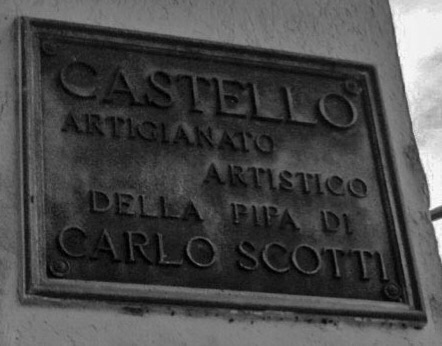 CASTELLO
ARTIGIANATO
ARTISTICO
DELLA PIPA DI
CARLO SCOTTI